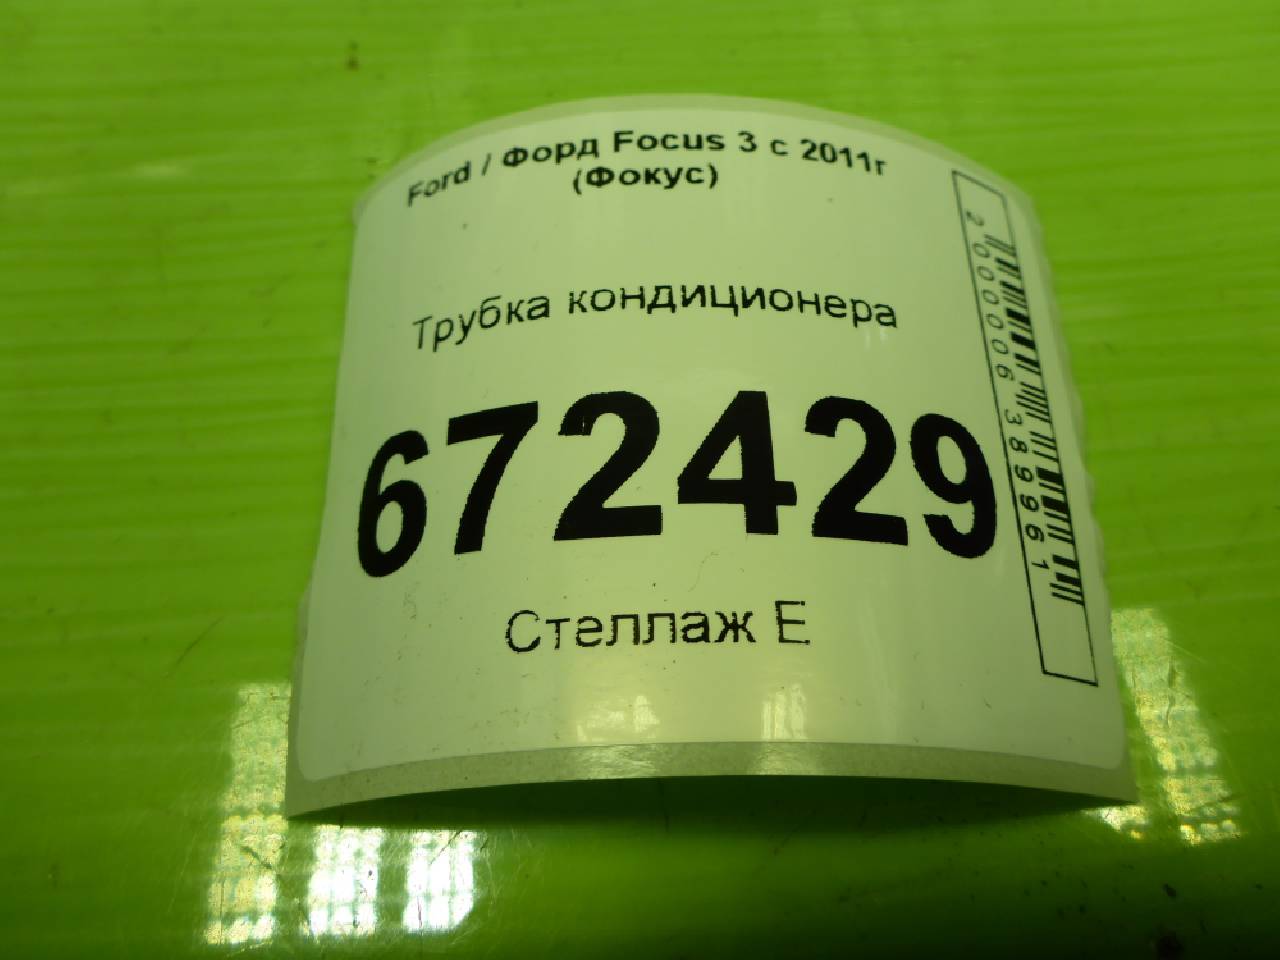 Ford / Форд Focus 3 с 2011г
(Фокус)
Трубка кондиционера
672429
Стеллаж Е
2000006389961